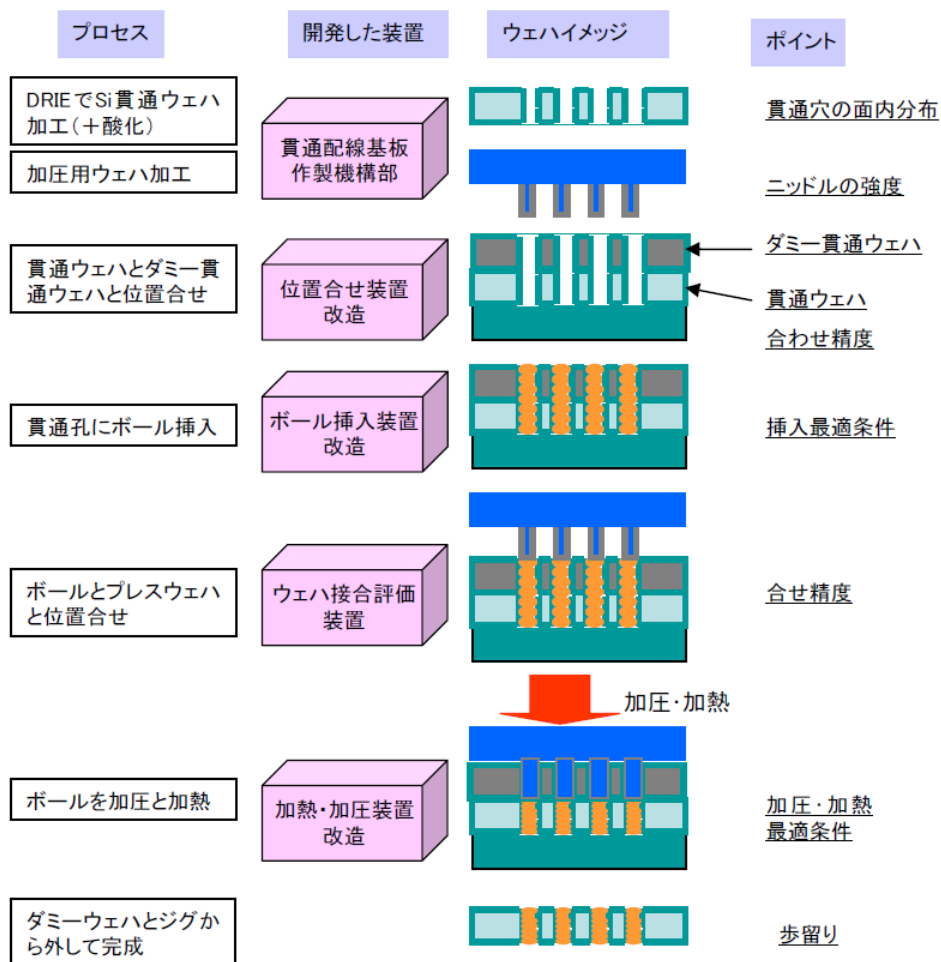 プロセス
開発した装置
ウェハイメッジ
ポイント
DRIEでSi貫通ウェハ
加工(+酸化)
貫通配線基板
作製機構部
貫通穴の面内分布
加圧用ウェハ加工
ニッドルの強度
貫通ウェハとダミー貫
通ウェハと位置合せ
位置合せ装置
改造
ダミー貫通ウェハ
貫通ウェハ
合わせ精度
貫通孔にボール挿入
ボール挿入装置
改造
挿入最適条件
ボールとプレスウェハ
と位置合せ
ウェハ接合評価
装置
合せ精度
加圧・加熱
ボールを加圧と加熱
加熱・加圧装置
改造
加圧・加熱
最適条件
ダミーウェハとジグか
ら外して完成
歩留り